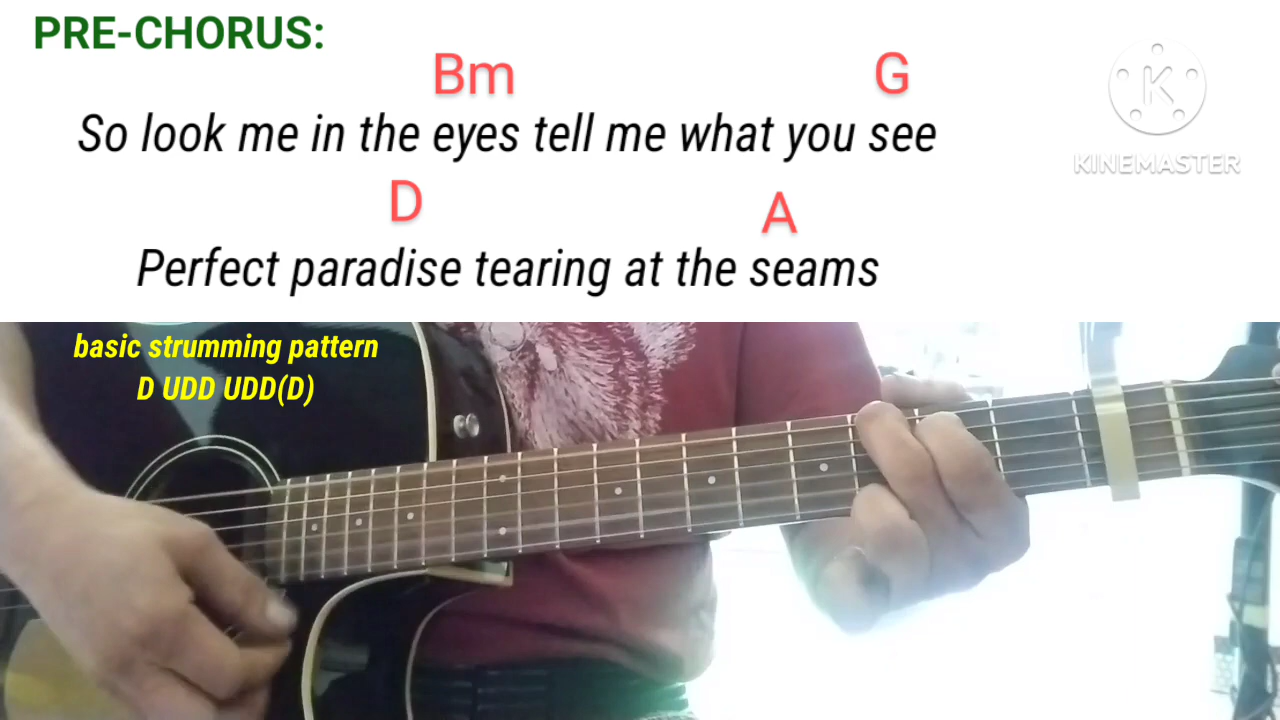 PRE-CHORUS:
Bm G
So look me in the eyes tell me what you see
D A
Perfect paradise tearing at the seams
basic strumming pattern
D UDD UDD(D)
K
KINEMASTER